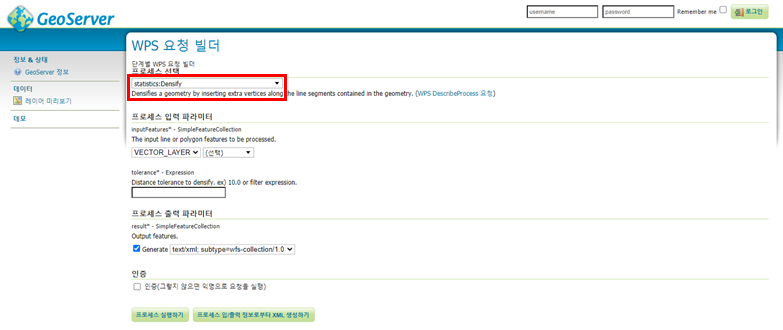 GeoServer
username
password
Remember me
로그인
정보 & 상태
GeoServer 정보
데이터
레이어 미리보기
데모
WPS 요청 빌더
단계별 WPS 요청 빌더
프로세스 선택
statistics:Densify
Densifies a geometry by inserting extra vertices along the line segments contained in the geometry. (WPS DescribeProcess 요청)
프로세스 입력 파라미터
inputFeatures* - SimpleFeatureCollection
The input line or polygon features to be processed.
VECTOR_LAYER (선택)
tolerance* - Expression
Distance tolerance to densify. ex) 10.0 or filter expression.
프로세스 출력 파라미터
result* - SimpleFeatureCollection
Output features.
Generate text/xml; subtype=wfs-collection/1.0
인증
인증(그렇지 않으면 익명으로 요청을 실행)
프로세스 실행하기 프로세스 입/출력 정보로부터 XML 생성하기